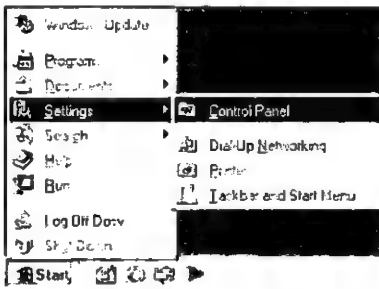 Windows Update
Programs
Documents
Settings
Search
Help
Run
Log Off Dory
Shut Down
Start
Control Panel
Dial-Up Networking
Printers
Taskbar and Start Menu